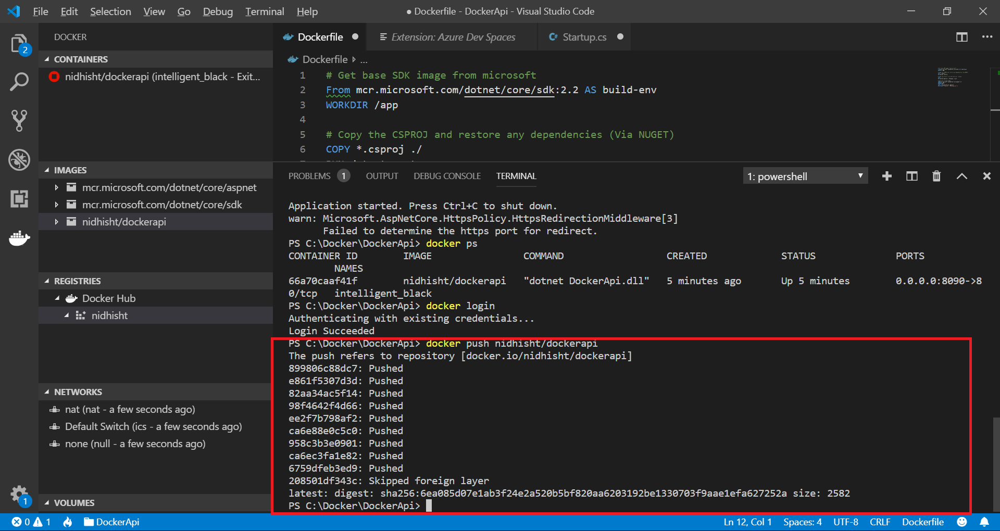 File Edit Selection View Go Debug Terminal Help ● Dockerfile - DockerApi - Visual Studio Code
2
DOCKER
CONTAINERS
nidhisht/dockerapi (intelligent_black - Exit...
IMAGES
mcr.microsoft.com/dotnet/core/aspnet
mcr.microsoft.com/dotnet/core/sdk
nidhisht/dockerapi
REGISTRIES
Docker Hub
nidhisht
NETWORKS
nat (nat - a few seconds ago)
Default Switch (ics - a few seconds ago)
none (null - a few seconds ago)
VOLUMES
1
Dockerfile ● Extension: Azure Dev Spaces Startup.cs ●
Dockerfile ...
1 # Get base SDK image from microsoft
2 From mcr.microsoft.com/dotnet/core/sdk:2.2 AS build-env
3 WORKDIR /app
4
5 # Copy the CSPROJ and restore any dependencies (Via NUGET)
6 COPY *.csproj ./
PROBLEMS 1 OUTPUT DEBUG CONSOLE TERMINAL 1: powershell
Application started. Press Ctrl+C to shut down.
warn: Microsoft.AspNetCore.HttpsPolicy.HttpsRedirectionMiddleware[3]
Failed to determine the https port for redirect.
PS C:\Docker\DockerApi> docker ps
CONTAINER ID IMAGE COMMAND CREATED STATUS PORTS
NAMES
66a70caaf41f nidhisht/dockerapi "dotnet DockerApi.dll" 5 minutes ago Up 5 minutes 0.0.0.0:8090->8
0/tcp intelligent_black
PS C:\Docker\DockerApi> docker login
Authenticating with existing credentials...
Login Succeeded
PS C:\Docker\DockerApi> docker push nidhisht/dockerapi
The push refers to repository [docker.io/nidhisht/dockerapi]
899806c88dc7: Pushed
e861f5307d3d: Pushed
82aa34ac5f14: Pushed
98f4642f4d66: Pushed
ee2f7b798af2: Pushed
ca6e88e0c5c0: Pushed
958c3b3e0901: Pushed
ca6ec3fa1e82: Pushed
6759dfeb3ed9: Pushed
208501df343c: Skipped foreign layer
latest: digest: sha256:6ea085d07e1ab3f24e2a520b5bf820aa6203192be1330703f9aae1efa627252a size: 2582
PS C:\Docker\DockerApi>
0 1 DockerApi Ln 12, Col 1 Spaces: 4 UTF-8 CRLF Dockerfile